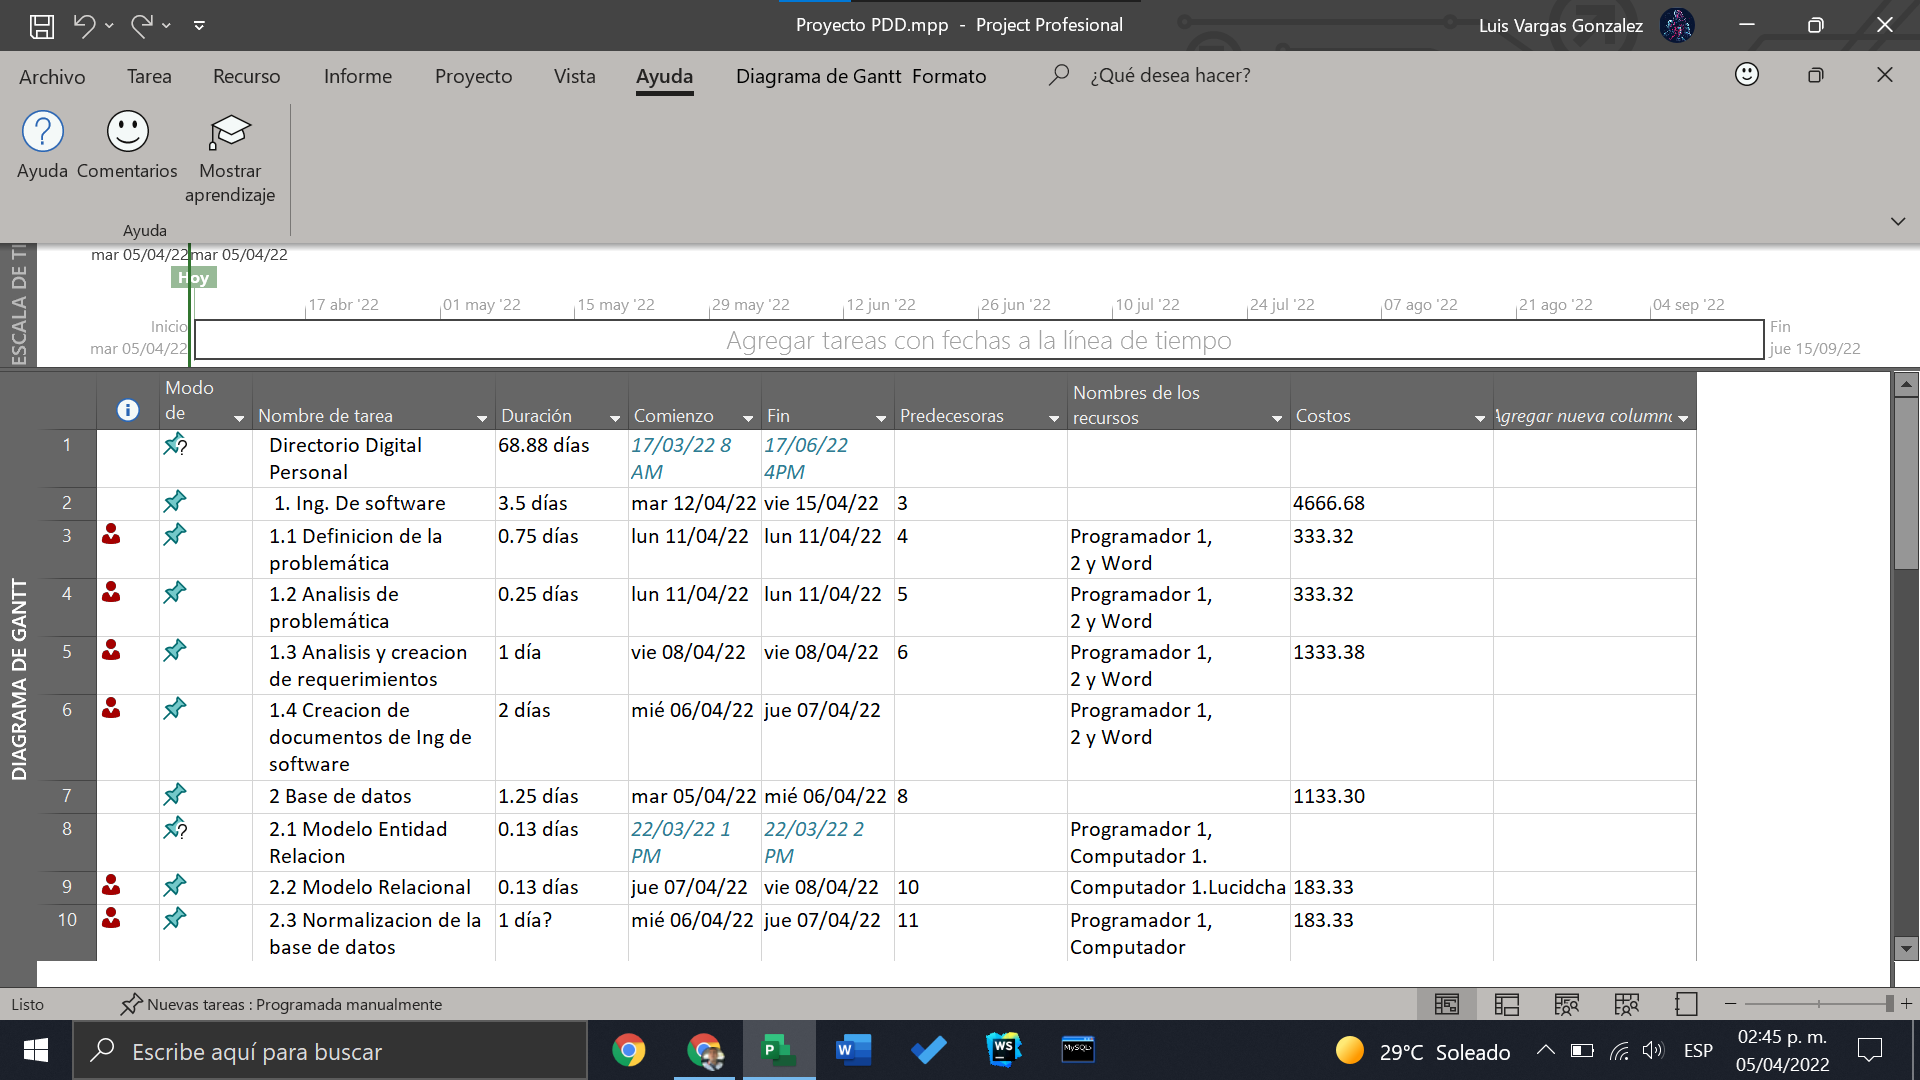 Proyecto PDD.mpp - Project Profesional
Luis Vargas Gonzalez
Archivo Tarea Recurso Informe Proyecto Vista Ayuda Diagrama de Gantt Formato ¿Qué desea hacer?
Ayuda Comentarios Mostrar
aprendizaje
Ayuda
ESCALA DE TI
mar 05/04/22 mar 05/04/22
Hoy
17 abr '22 01 may '22 15 may '22 29 may '22 12 jun '22 26 jun '22 10 jul '22 24 jul '22 07 ago '22 21 ago '22 04 sep '22
Inicio
mar 05/04/22
Agregar tareas con fechas a la línea de tiempo
Fin
jue 15/09/22
DIAGRAMA DE GANTT
Modo
de
Nombre de tarea Duración Comienzo Fin Predecesoras Nombres de los
recursos
Costos Agregar nueva columna
1 Directorio Digital 68.88 días 17/03/22 8 17/06/22
Personal AM 4PM
2 1. Ing. De software 3.5 días mar 12/04/22 vie 15/04/22 3 4666.68
3 1.1 Definicion de la 0.75 días lun 11/04/22 lun 11/04/22 4 Programador 1, 333.32
problemática 2 y Word
4 1.2 Analisis de 0.25 días lun 11/04/22 lun 11/04/22 5 Programador 1, 333.32
problemática 2 y Word
5 1.3 Analisis y creacion 1 día vie 08/04/22 vie 08/04/22 6 Programador 1, 1333.38
de requerimientos 2 y Word
6 1.4 Creacion de 2 días mié 06/04/22 jue 07/04/22 Programador 1,
documentos de Ing de 2 y Word
software
7 2 Base de datos 1.25 días mar 05/04/22 mié 06/04/22 8 1133.30
8 2.1 Modelo Entidad 0.13 días 22/03/22 1 22/03/22 2 Programador 1,
Relacion PM PM Computador 1.
9 2.2 Modelo Relacional 0.13 días jue 07/04/22 vie 08/04/22 10 Computador 1.Lucidcha 183.33
10 2.3 Normalizacion de la 1 día? mié 06/04/22 jue 07/04/22 11 Programador 1, 183.33
base de datos Computador
Listo Nuevas tareas : Programada manualmente
Escribe aquí para buscar
P W WS MySQL
29°C Soleado ESP
02:45 p. m.
05/04/2022